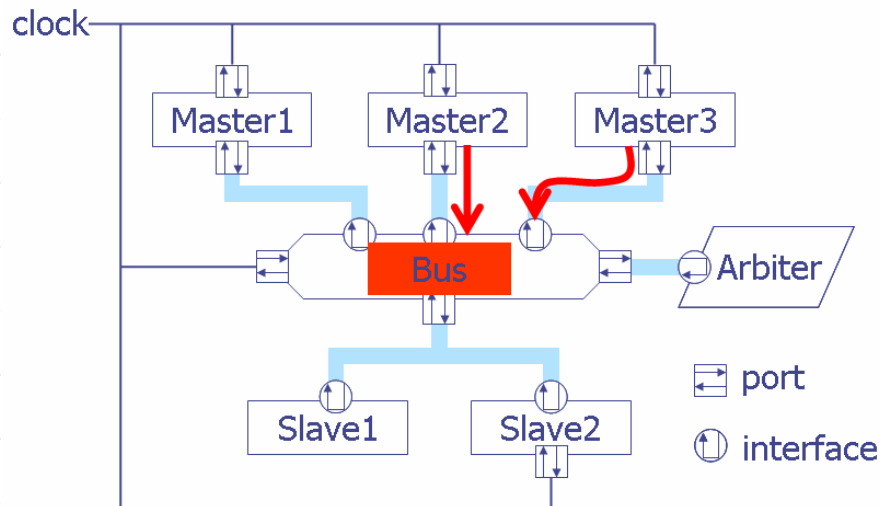 clock
Master1
Master2
Master3
Bus
Arbiter
port
Slave1
Slave2
interface